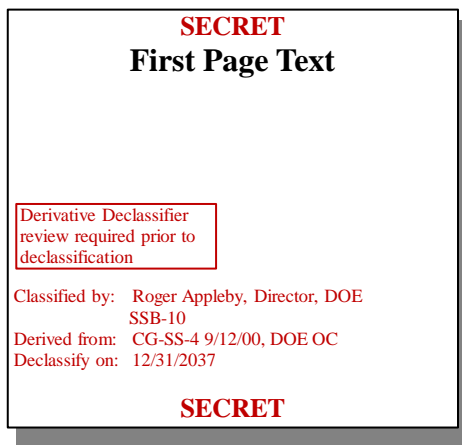 SECRET
First Page Text
Derivative Declassifier
review required prior to
declassification
Classified by: Roger Appleby, Director, DOE
SSB-10
Derived from: CG-SS-4 9/12/00, DOE OC
Declassify on: 12/31/2037
SECRET